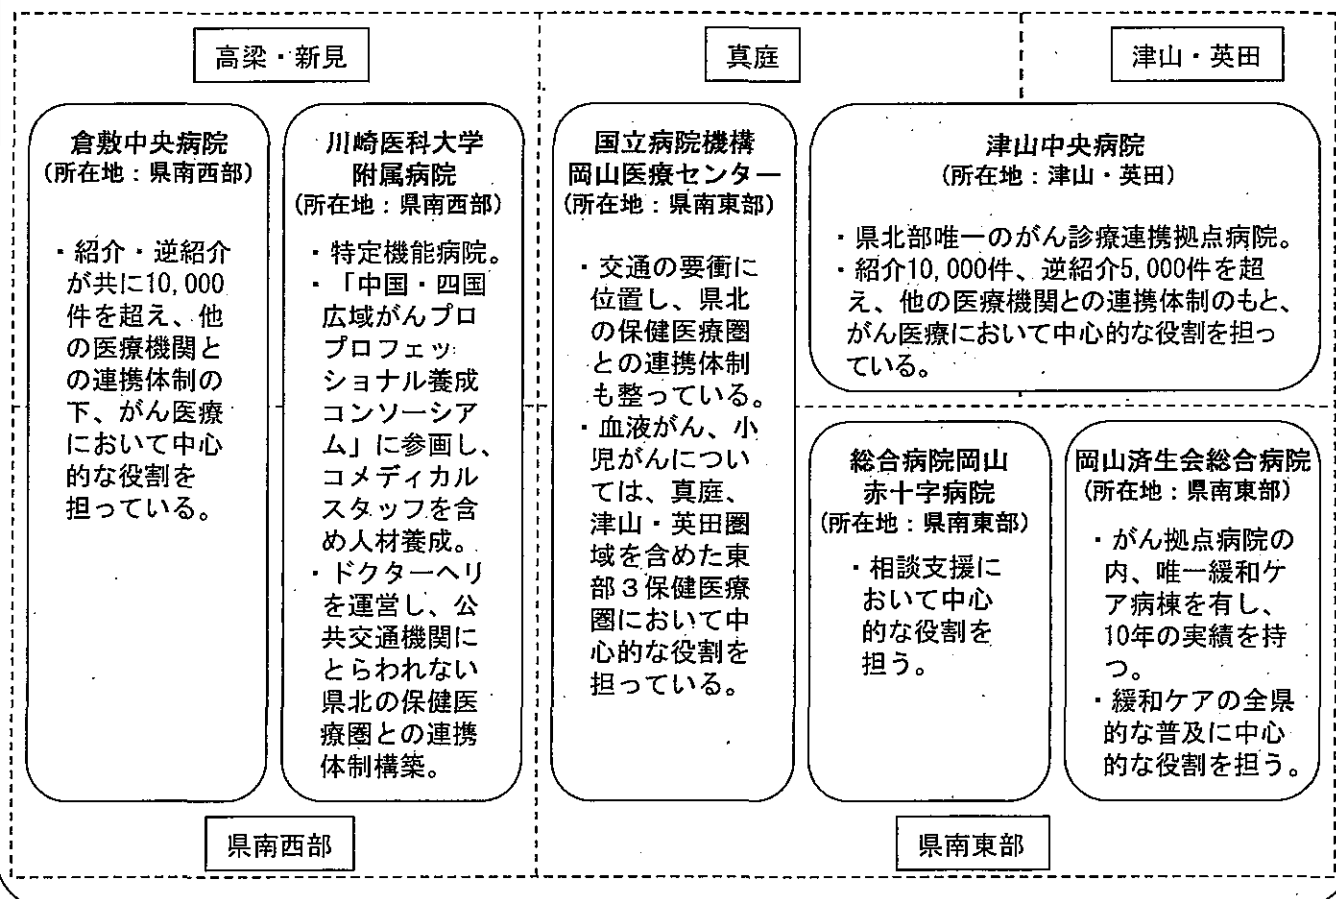 高梁・新見
真庭
津山・英田
倉敷中央病院
(所在地：県南西部)
・紹介・逆紹介
が共に10,000
件を超え、他
の医療機関と
の連携体制の
下、がん医療
において中心
的な役割を
担っている。
川崎医科大学
附属病院
(所在地：県南西部)
・特定機能病院。
・「中国・四国
広域がんプロ
プロフェッ
ショナル養成
コンソーシア
ム」に参画し、
コメディカル
スタッフを含
め人材養成。
・ドクターヘリ
を運営し、公
共交通機関に
とらわれない
県北の保健医
療圏との連携
体制構築。
国立病院機構
岡山医療センター
(所在地：県南東部)
・交通の要衝に
位置し、県北
の保健医療圏
との連携体制
も整っている。
・血液がん、小
児がんについ
ては、真庭、
津山・英田圏
域を含めた東
部３保健医療
圏において中
心的な役割を
担っている。
津山中央病院
(所在地：津山・英田)
・県北部唯一のがん診療連携拠点病院。
・紹介10,000件、逆紹介5,000件を超
え、他の医療機関との連携体制のもと、
がん医療において中心的な役割を担っ
ている。
総合病院岡山
赤十字病院
(所在地：県南東部)
・相談支援に
おいて中心
的な役割を
担う。
岡山済生会総合病院
(所在地：県南東部)
・がん拠点病院の
内、唯一緩和ケ
ア病棟を有し、
10年の実績を持
つ。
・緩和ケアの全県
的な普及に中心
的な役割を担う。
県南西部
県南東部